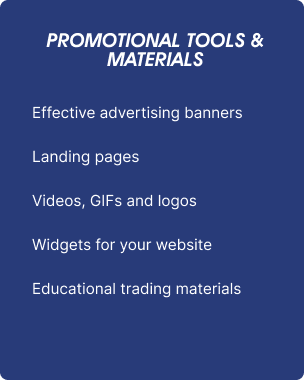 PROMOTIONAL TOOLS &
MATERIALS
Effective advertising banners
Landing pages
Videos, GIFs and logos
Widgets for your website
Educational trading materials